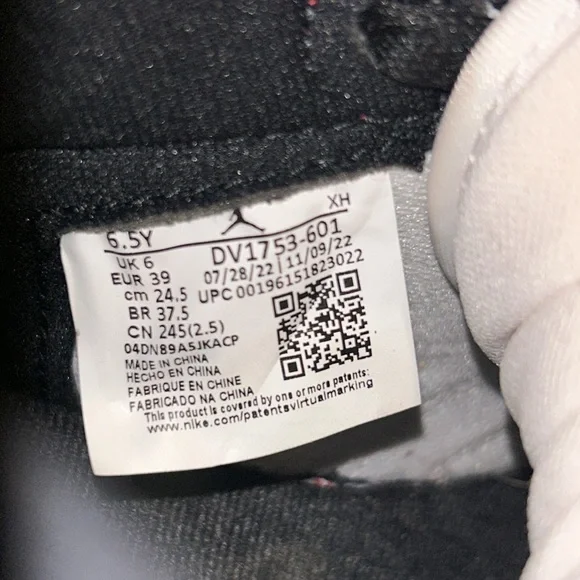 6.5Y XH
UK 6 DV1753-601
EUR 39 07/28/22 11/09/22
cm 24.5 UPC 00196151823022
BR 37.5
CN 245(2.5)
04DN89A5JKACP
MADE IN CHINA
HECHO EN CHINA
FABRIQUE EN CHINE
FABRICADO NA CHINA
This product is covered by one or more patents:
www.nike.com/patentsvirtualmarking